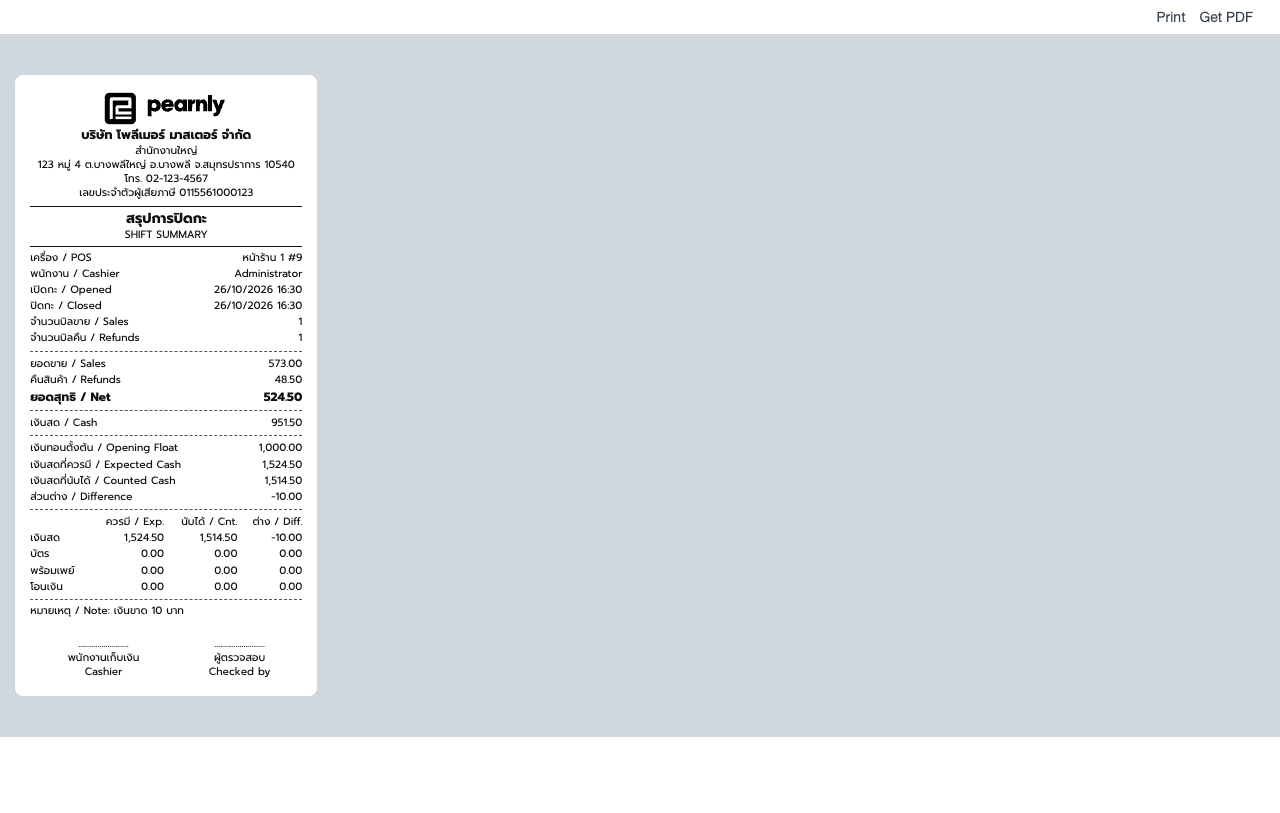 Print Get PDF
pearnly
บริษัท โพลีเมอร์ มาสเตอร์ จำกัด
สำนักงานใหญ่
123 หมู่ 4 ต.บางพลีใหญ่ อ.บางพลี จ.สมุทรปราการ 10540
โทร. 02-123-4567
เลขประจำตัวผู้เสียภาษี 0115561000123
สรุปการปิดกะ
SHIFT SUMMARY
เครื่อง / POS หน้าร้าน 1 #9
พนักงาน / Cashier Administrator
เปิดกะ / Opened 26/10/2026 16:30
ปิดกะ / Closed 26/10/2026 16:30
จำนวนบิลขาย / Sales 1
จำนวนบิลคืน / Refunds 1
ยอดขาย / Sales 573.00
คืนสินค้า / Refunds 48.50
ยอดสุทธิ / Net 524.50
เงินสด / Cash 951.50
เงินทอนตั้งต้น / Opening Float 1,000.00
เงินสดที่ควรมี / Expected Cash 1,524.50
เงินสดที่นับได้ / Counted Cash 1,514.50
ส่วนต่าง / Difference -10.00
ควรมี / Exp. นับได้ / Cnt. ต่าง / Diff.
เงินสด 1,524.50 1,514.50 -10.00
บัตร 0.00 0.00 0.00
พร้อมเพย์ 0.00 0.00 0.00
โอนเงิน 0.00 0.00 0.00
หมายเหตุ / Note: เงินขาด 10 บาท
พนักงานเก็บเงิน ผู้ตรวจสอบ
Cashier Checked by